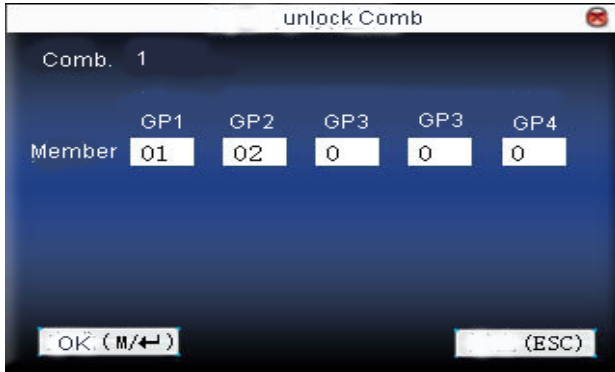 unlock Comb
Comb. 1
GP1 GP2 GP3 GP3 GP4
Member 01 02 0 0 0
OK (M/↵) (ESC)